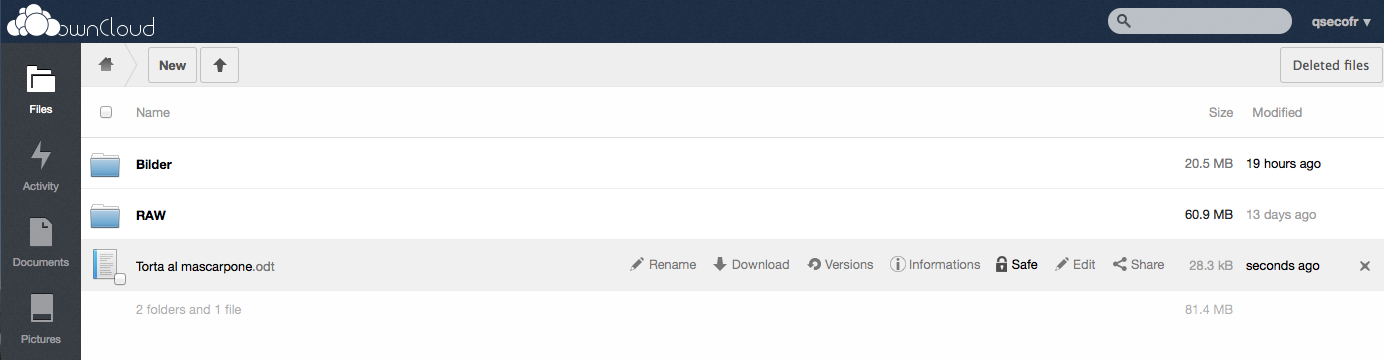 ownCloud
qsecofr ▾
New
Deleted files
Files
Name Size Modified
Bilder 20.5 MB 19 hours ago
Activity
RAW 60.9 MB 13 days ago
Documents
Torta al mascarpone.odt Rename Download Versions Informations Safe Edit Share 28.3 kB seconds ago ×
2 folders and 1 file 81.4 MB
Pictures